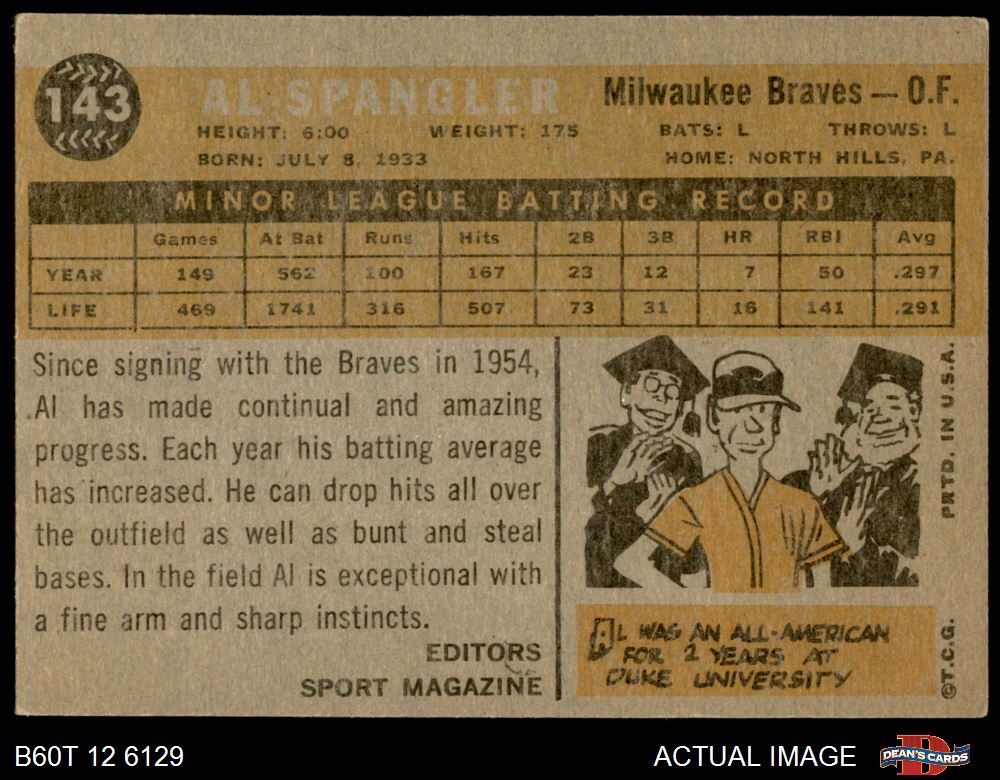 143
AL SPANGLER Milwaukee Braves — O.F.
HEIGHT: 6:00 WEIGHT: 175 BATS: L THROWS: L
BORN: JULY 8, 1933 HOME: NORTH HILLS, PA.
MINOR LEAGUE BATTING RECORD
Games At Bat Runs Hits 2B 3B HR RBI Avg
YEAR 149 562 100 167 23 12 7 50 .297
LIFE 469 1741 316 507 73 31 16 141 .291
Since signing with the Braves in 1954,
Al has made continual and amazing
progress. Each year his batting average
has increased. He can drop hits all over
the outfield as well as bunt and steal
bases. In the field Al is exceptional with
a fine arm and sharp instincts.
EDITORS
SPORT MAGAZINE
AL WAS AN ALL-AMERICAN
FOR 2 YEARS AT
DUKE UNIVERSITY
PRTD. IN U.S.A.
©T.C.G.
B60T 12 6129 ACTUAL IMAGE DEAN'S CARDS